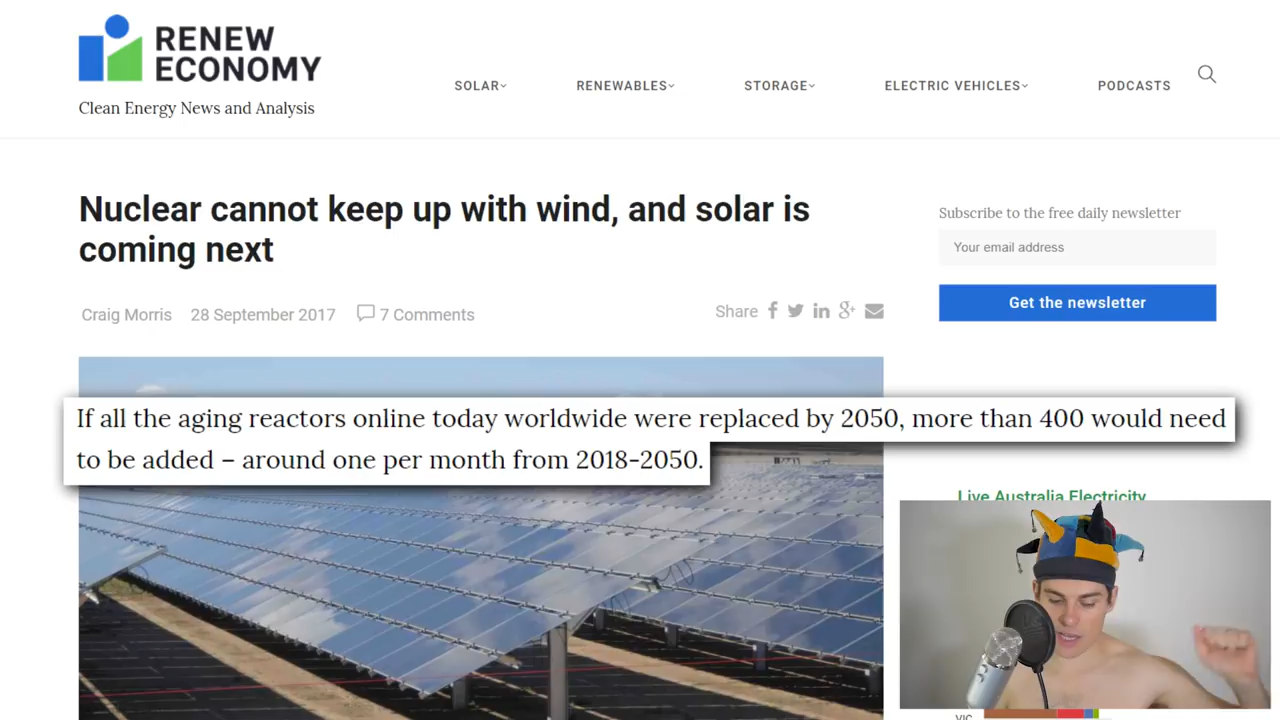 RENEW
ECONOMY
Clean Energy News and Analysis
SOLAR
RENEWABLES
STORAGE
ELECTRIC VEHICLES
PODCASTS
Nuclear cannot keep up with wind, and solar is
coming next
Craig Morris 28 September 2017 7 Comments
Share
Subscribe to the free daily newsletter
Your email address
Get the newsletter
If all the aging reactors online today worldwide were replaced by 2050, more than 400 would need
to be added – around one per month from 2018-2050.
Live Australia Electricity
VIC